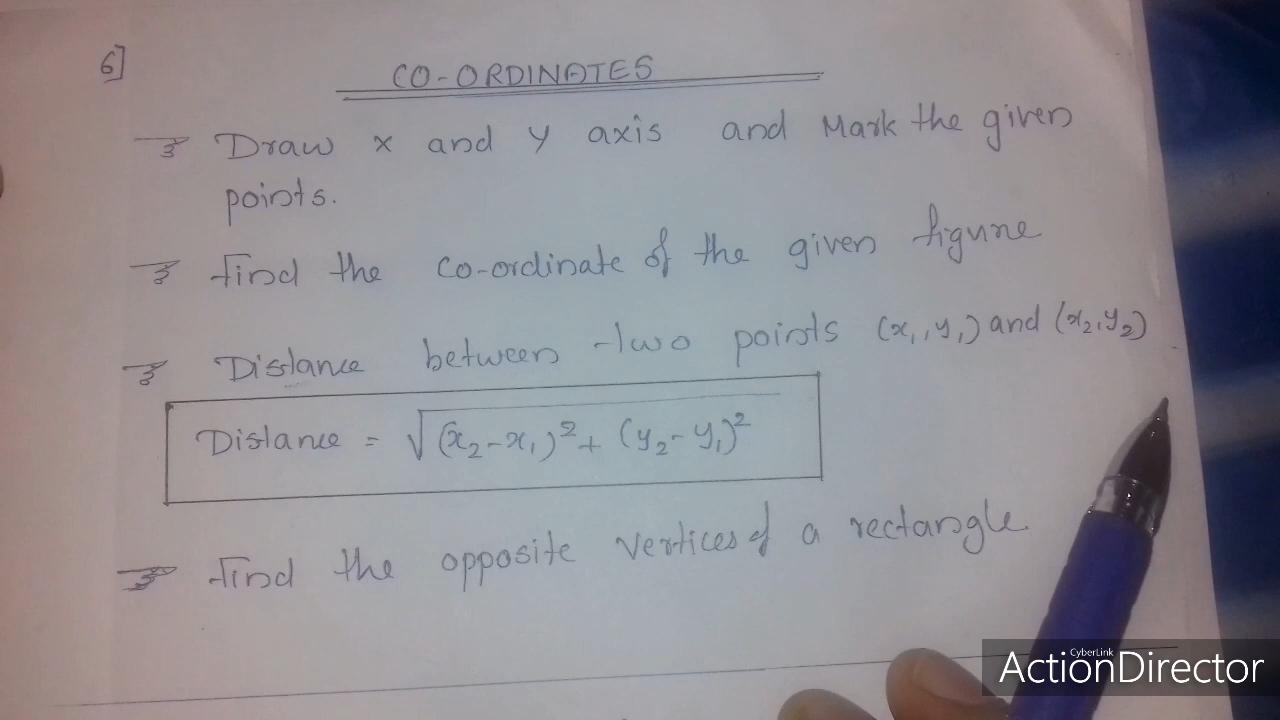 6]
CO-ORDINATES
Draw x and y axis and Mark the given
points.
find the co-ordinate of the given figure
Distance between two points (x₁,y₁) and (x₂,y₂)
Distance = √(x₂-x₁)² + (y₂-y₁)²
find the opposite vertices of a rectangle
CyberLink
ActionDirector